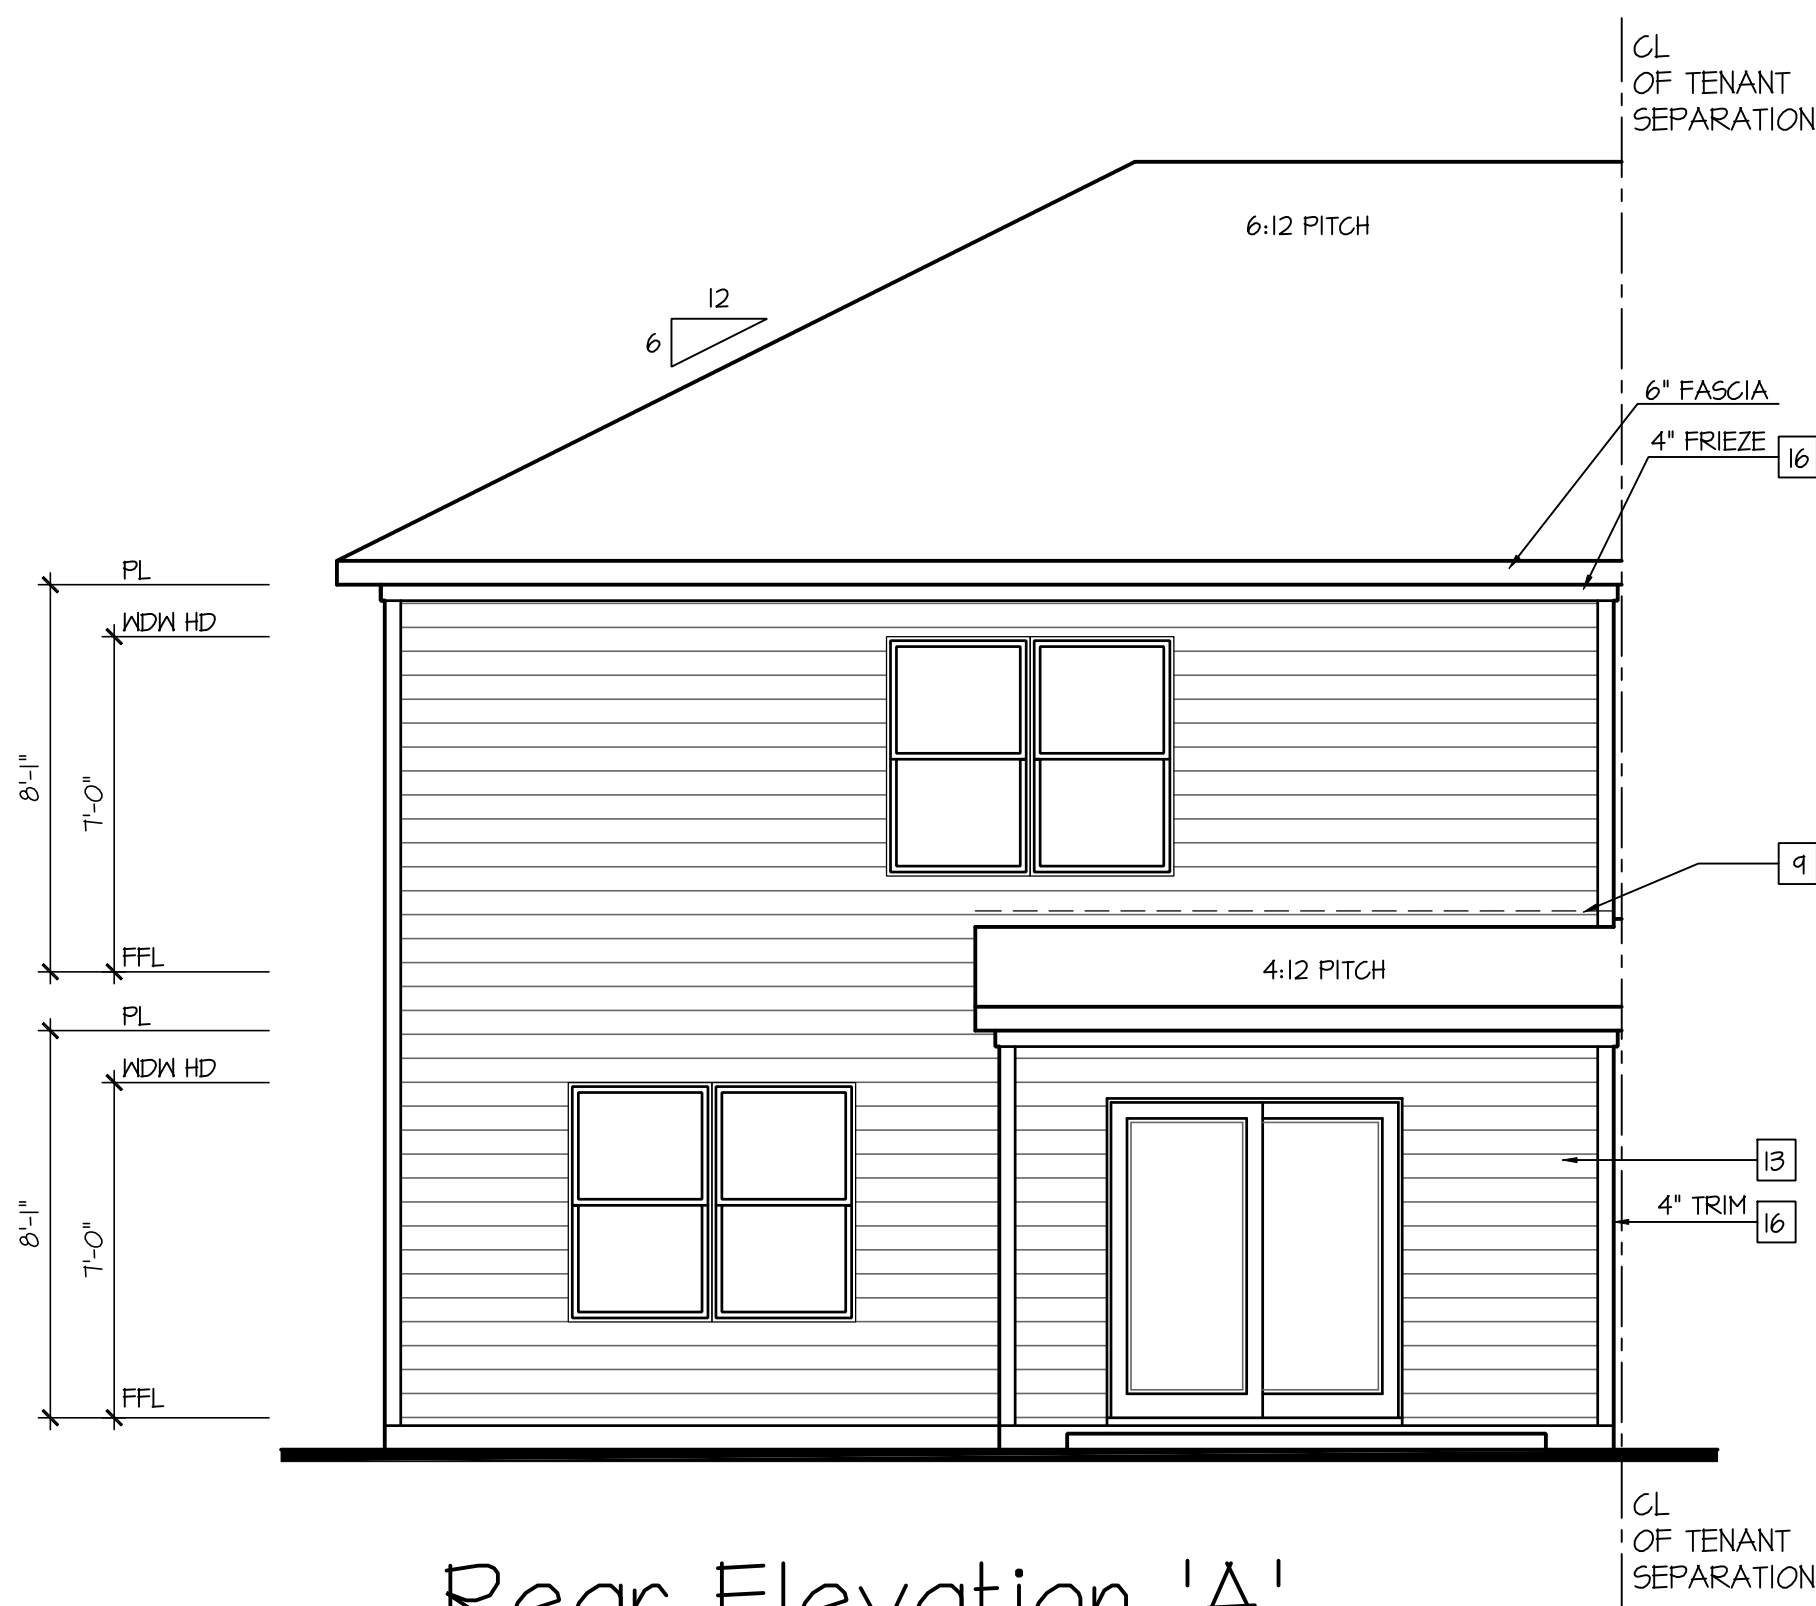 CL
OF TENANT
SEPARATION
6:12 PITCH
12
6
6" FASCIA
4" FRIEZE 16
PL
WDW HD
8'-1"
7'-0"
9
FFL
4:12 PITCH
PL
WDW HD
13
4" TRIM 16
8'-1"
7'-0"
FFL
CL
OF TENANT
SEPARATION
Rear Elevation 'A'